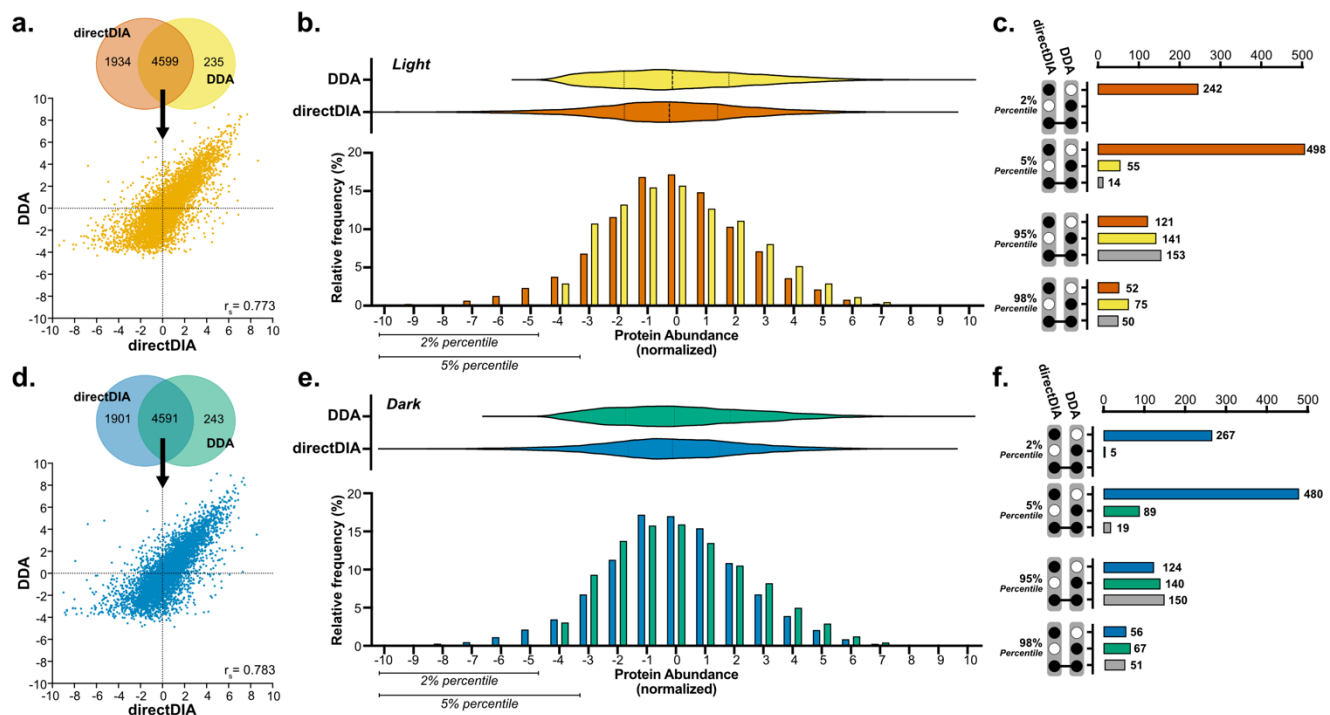 a.
directDIA
1934
4599
235
DDA
10
8
6
4
2
0
-2
-4
-6
-8
-10
DDA
rs= 0.773
-10 -8 -6 -4 -2 0 2 4 6 8 10
directDIA
b.
Light
DDA
directDIA
Relative frequency (%)
20
15
10
5
0
-10 -9 -8 -7 -6 -5 -4 -3 -2 -1 0 1 2 3 4 5 6 7 8 9 10
Protein Abundance
(normalized)
2% percentile
5% percentile
c.
directDIA
DDA
0 100 200 300 400 500
2%
Percentile
242
5%
Percentile
498
55
14
95%
Percentile
121
141
153
98%
Percentile
52
75
50
d.
directDIA
1901
4591
243
DDA
10
8
6
4
2
0
-2
-4
-6
-8
-10
DDA
rs= 0.783
-10 -8 -6 -4 -2 0 2 4 6 8 10
directDIA
e.
Dark
DDA
directDIA
Relative frequency (%)
20
15
10
5
0
-10 -9 -8 -7 -6 -5 -4 -3 -2 -1 0 1 2 3 4 5 6 7 8 9 10
Protein Abundance
(normalized)
2% percentile
5% percentile
f.
directDIA
DDA
0 100 200 300 400 500
2%
Percentile
267
5
5%
Percentile
480
89
19
95%
Percentile
124
140
150
98%
Percentile
56
67
51